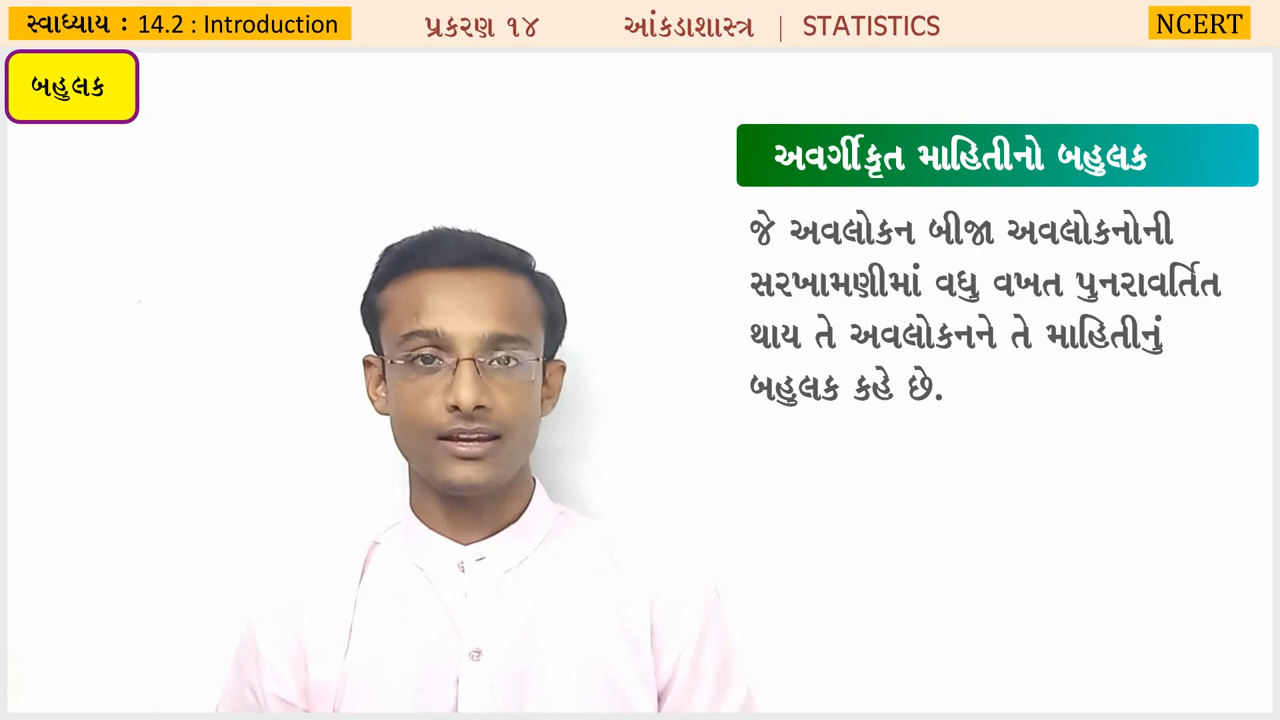 સ્વાધ્યાય : 14.2 : Introduction
પ્રકરણ ૧૪
આંકડાશાસ્ત્ર | STATISTICS
NCERT
બહુલક
અવર્ગીકૃત માહિતીનો બહુલક
જે અવલોકન બીજા અવલોકનોની
સરખામણીમાં વધુ વખત પુનરાવર્તિત
થાય તે અવલોકનને તે માહિતીનું
બહુલક કહે છે.